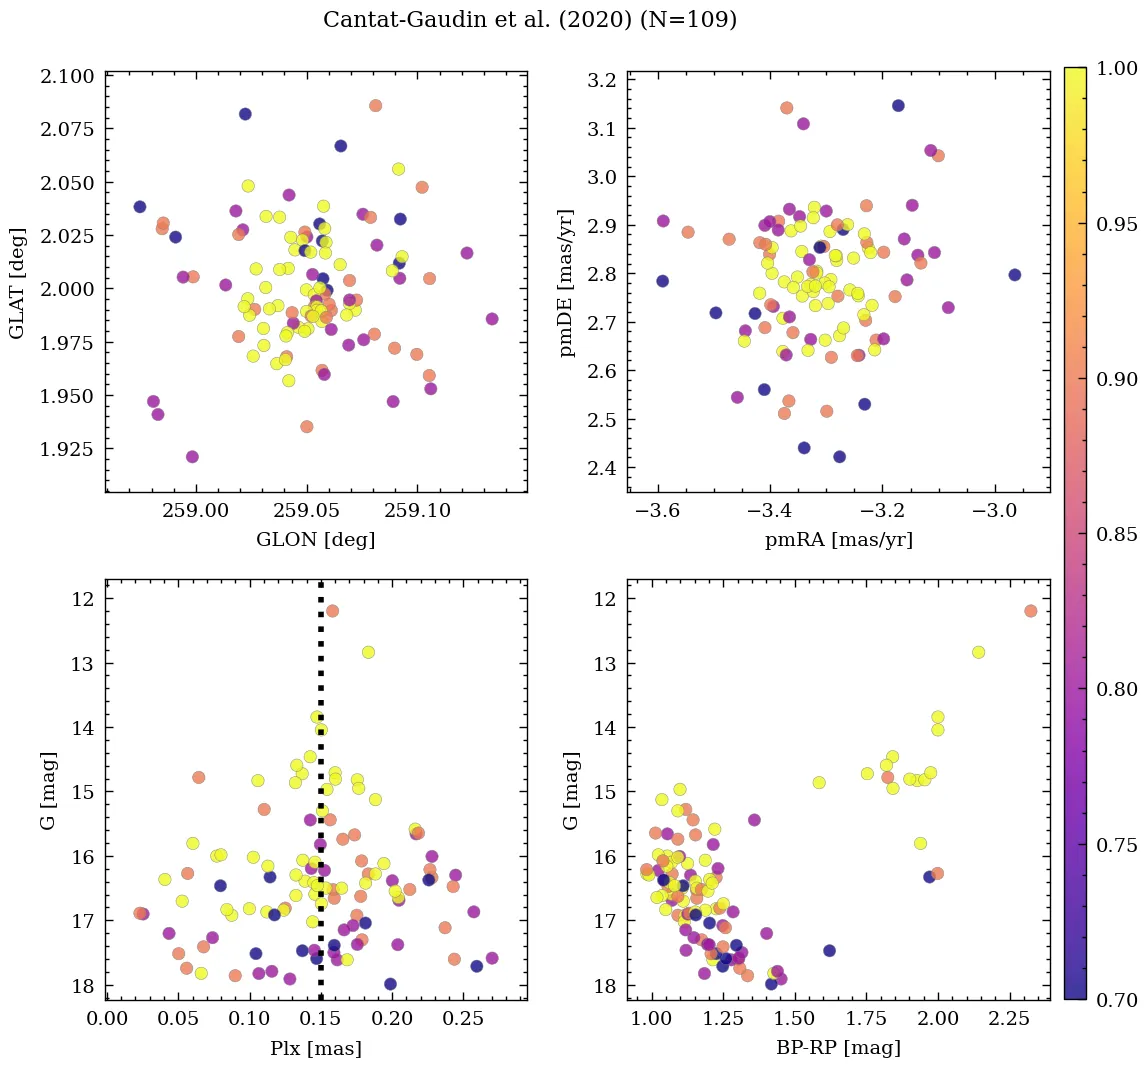 Cantat-Gaudin et al. (2020) (N=109)
2.100
2.075
2.050
2.025
2.000
1.975
1.950
1.925
GLAT [deg]
259.00 259.05 259.10
GLON [deg]
3.2
3.1
3.0
2.9
2.8
2.7
2.6
2.5
2.4
pmDE [mas/yr]
−3.6 −3.4 −3.2 −3.0
pmRA [mas/yr]
12
13
14
15
16
17
18
G [mag]
0.00 0.05 0.10 0.15 0.20 0.25
Plx [mas]
12
13
14
15
16
17
18
G [mag]
1.00 1.25 1.50 1.75 2.00 2.25
BP-RP [mag]
1.00
0.95
0.90
0.85
0.80
0.75
0.70